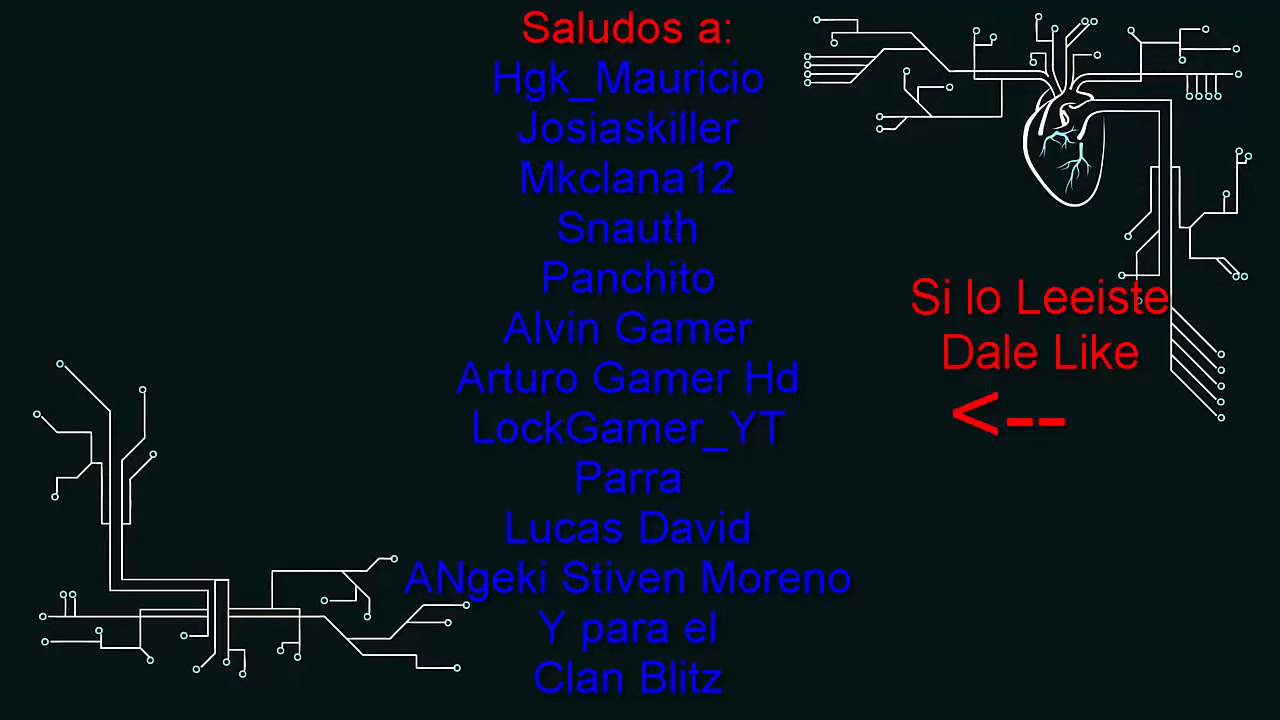 Saludos a:
Hgk_Mauricio
Josiaskiller
Mkclana12
Snauth
Panchito
Alvin Gamer
Arturo Gamer Hd
LockGamer_YT
Parra
Lucas David
ANgeki Stiven Moreno
Y para el
Clan Blitz
Si lo Leeiste
Dale Like
<--